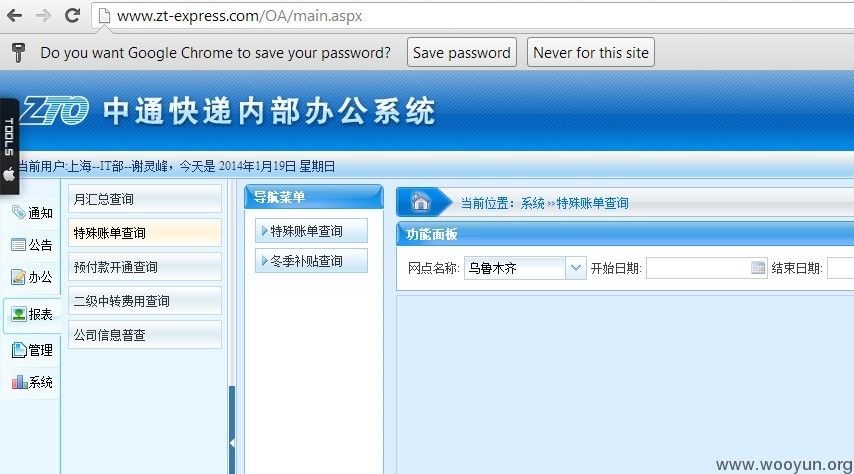 www.zt-express.com/OA/main.aspx
Do you want Google Chrome to save your password? Save password Never for this site
ZTO 中通快递内部办公系统
TOOLS
当前用户:上海--IT部--谢灵峰，今天是 2014年1月19日 星期日
通知
公告
办公
报表
管理
系统
月汇总查询
特殊账单查询
预付款开通查询
二级中转费用查询
公司信息普查
导航菜单
特殊账单查询
冬季补贴查询
当前位置：系统››特殊账单查询
功能面板
网点名称: 乌鲁木齐 开始日期: 结束日期:
www.wooyun.org